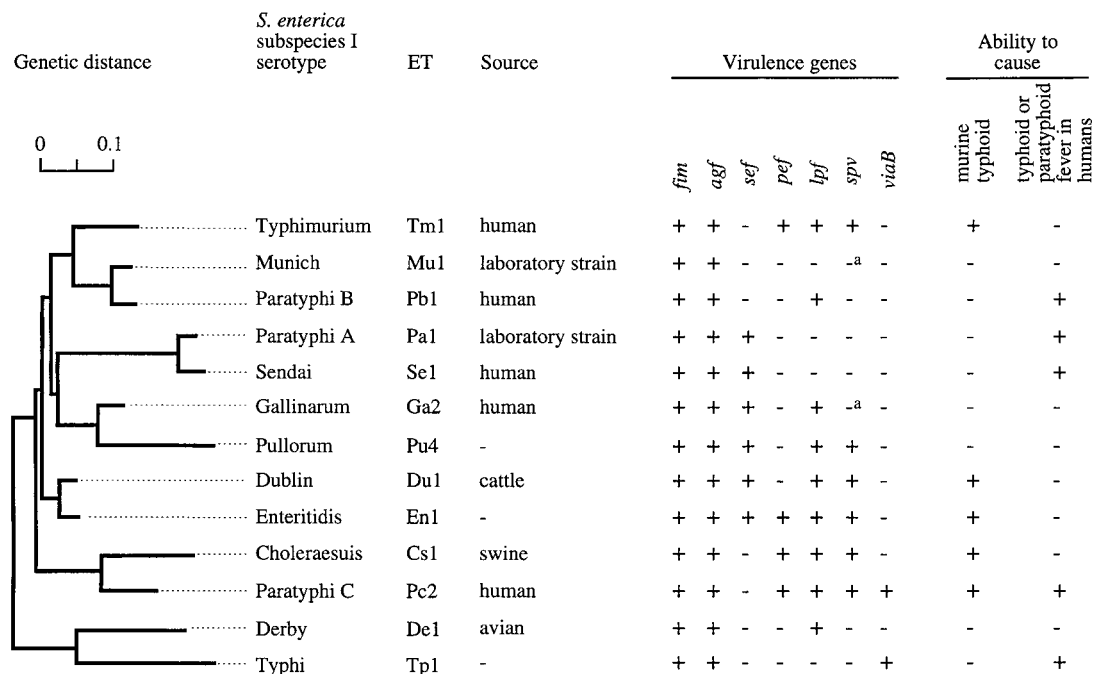 Genetic distance
S. enterica
subspecies I
serotype
ET
Source
Virulence genes
Ability to
cause
0 0.1
fim
agf
sef
pef
lpf
spv
viaB
murine
typhoid
typhoid or
paratyphoid
fever in
humans
Typhimurium Tm1 human + + - + + + - + -
Munich Mu1 laboratory strain + + - - - -a - - -
Paratyphi B Pb1 human + + - - + - - - +
Paratyphi A Pa1 laboratory strain + + + - - - - - +
Sendai Se1 human + + + - - - - - +
Gallinarum Ga2 human + + + - + -a - - -
Pullorum Pu4 - + + + - + + - - -
Dublin Du1 cattle + + + - + + - + -
Enteritidis En1 - + + + + + + - + -
Choleraesuis Cs1 swine + + - + + + - + -
Paratyphi C Pc2 human + + - + + + + + +
Derby De1 avian + + - - + - - - -
Typhi Tp1 - + + - - - - + - +